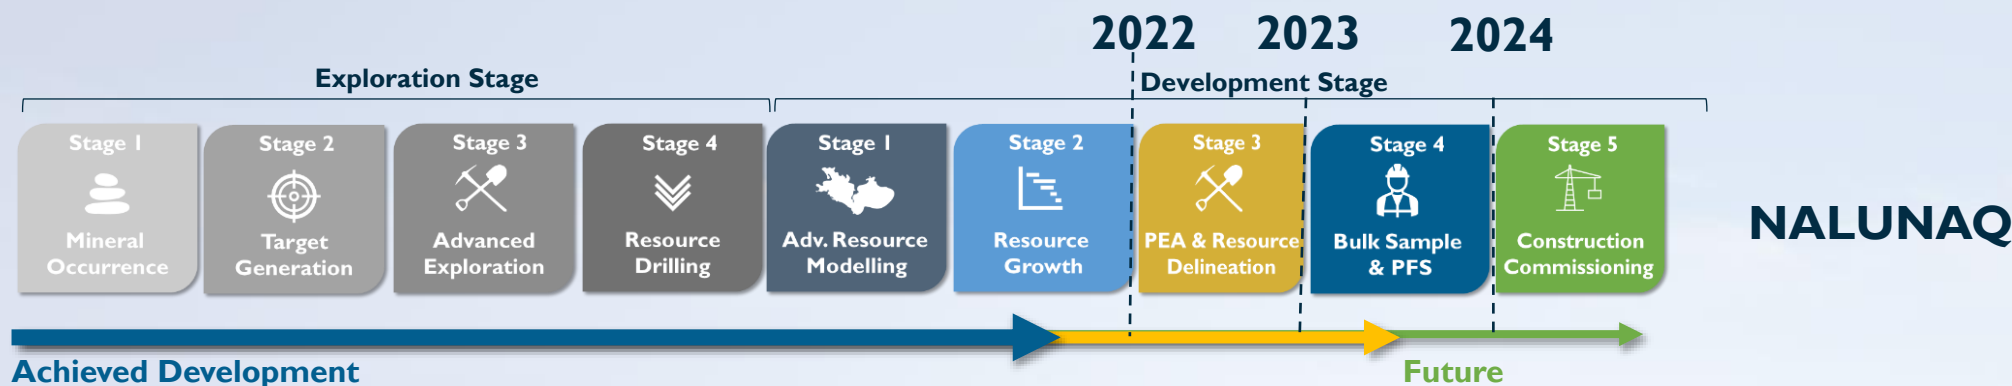 2022 2023 2024
Exploration Stage
Development Stage
Stage 1
Mineral
Occurrence
Stage 2
Target
Generation
Stage 3
Advanced
Exploration
Stage 4
Resource
Drilling
Stage 1
Adv. Resource
Modelling
Stage 2
Resource
Growth
Stage 3
PEA & Resource
Delineation
Stage 4
Bulk Sample
& PFS
Stage 5
Construction
Commissioning
NALUNAQ
Achieved Development
Future